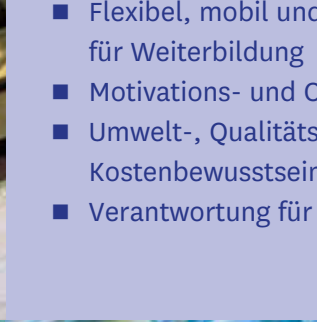 ■ Flexibel, mobil und
für Weiterbildung
■ Motivations- und
■ Umwelt-, Qualitäts
Kostenbewusstsein
■ Verantwortung für